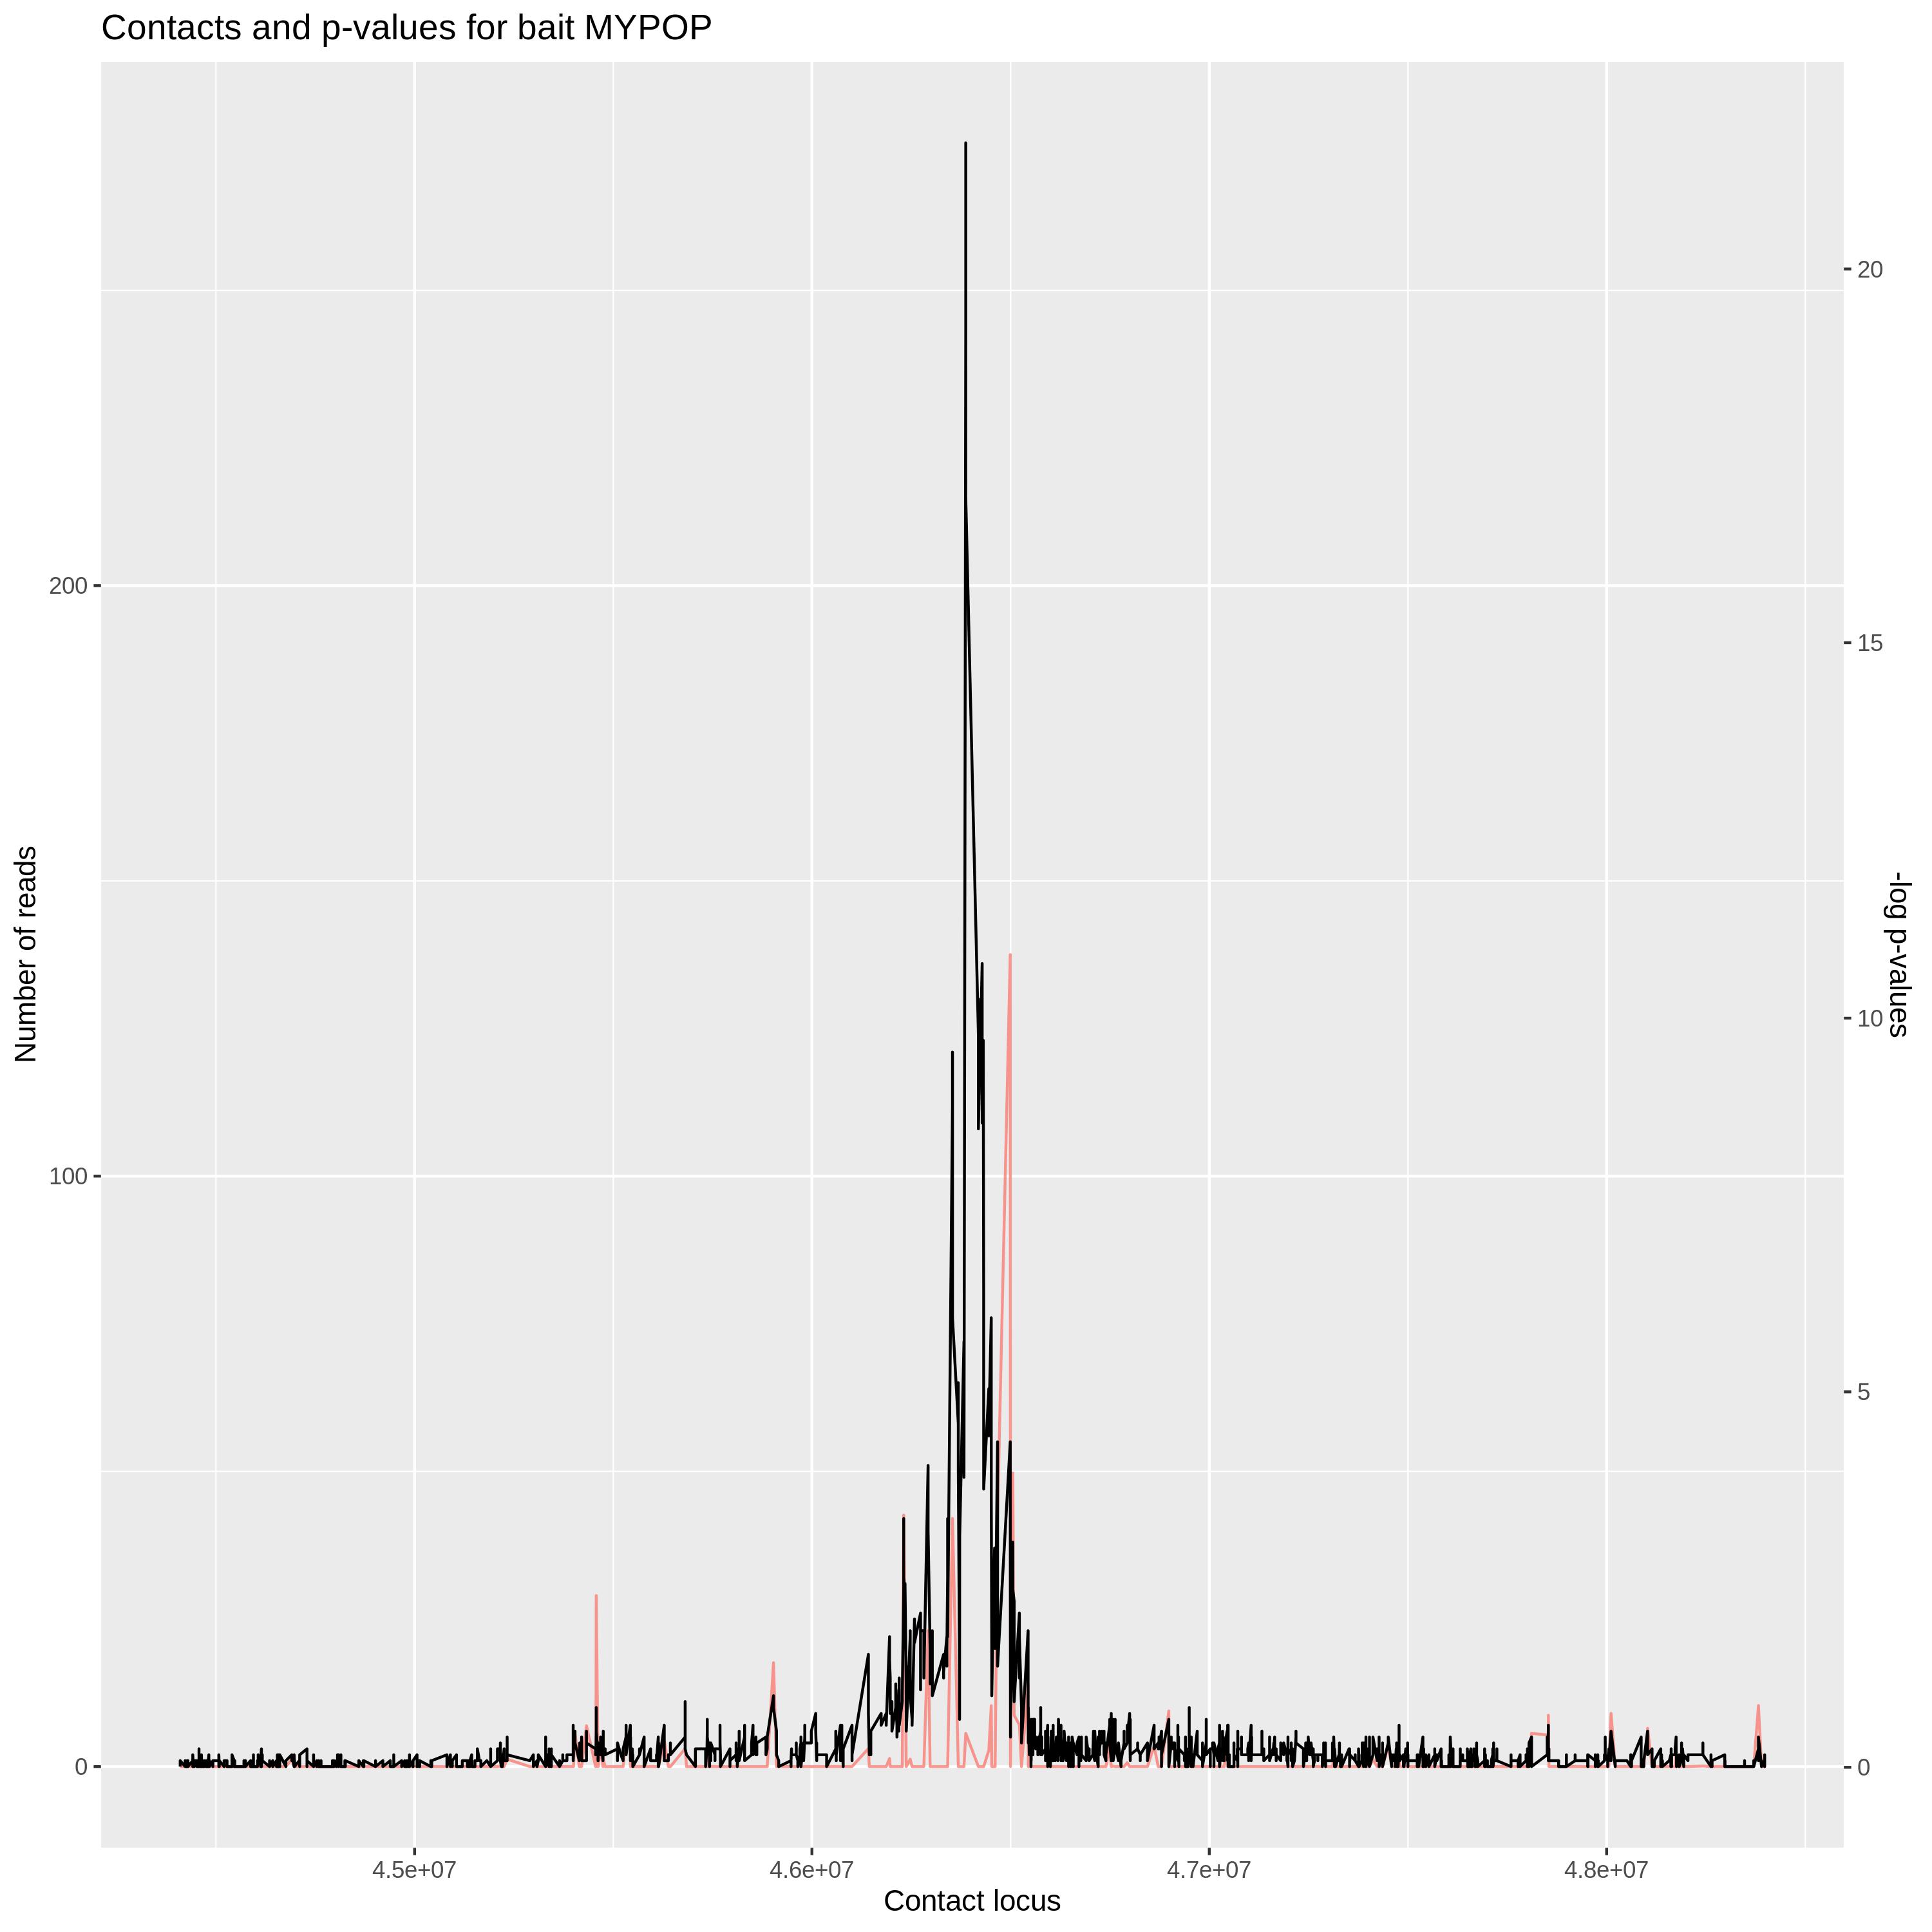 Contacts and p-values for bait MYPOP
Number of reads
200
100
0
20
15
10
5
0
-log p-values
4.5e+07
4.6e+07
4.7e+07
4.8e+07
Contact locus